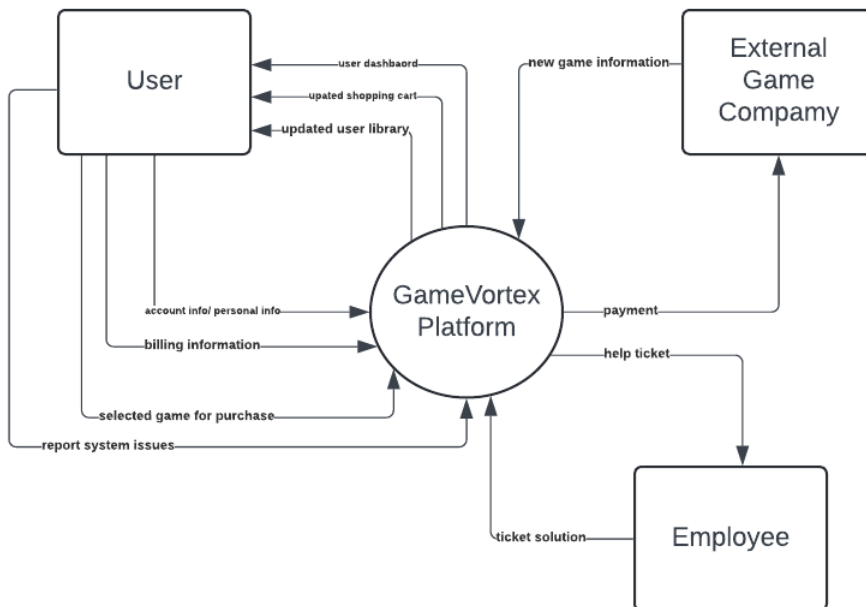 User
External
Game
Compamy
user dashbaord
new game information
upated shopping cart
updated user library
GameVortex
Platform
account info/ personal info
payment
billing information
help ticket
selected game for purchase
report system issues
ticket solution
Employee